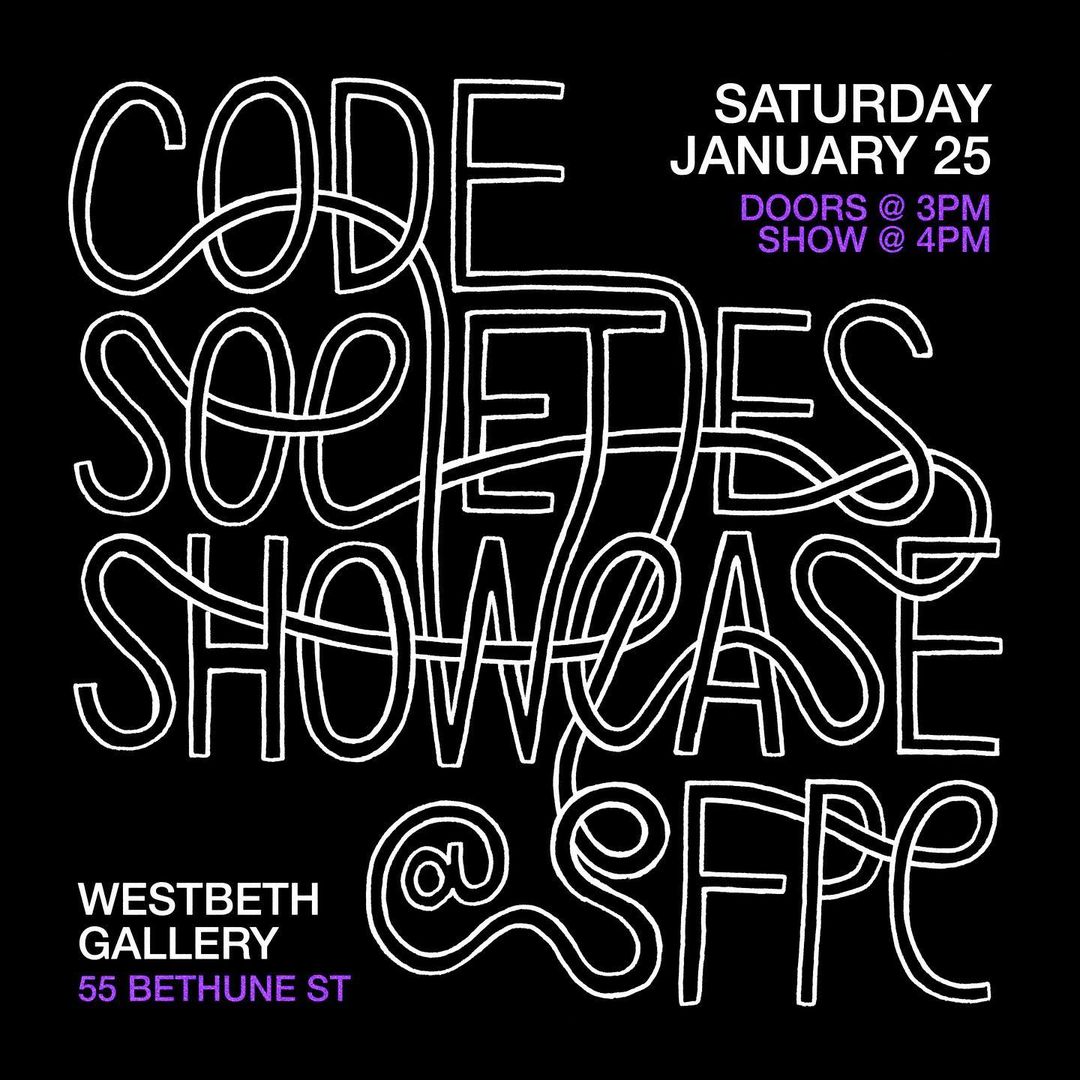 CODE
SOCIETIES
SHOWCASE
@SFPC
SATURDAY
JANUARY 25
DOORS @ 3PM
SHOW @ 4PM
WESTBETH
GALLERY
55 BETHUNE ST